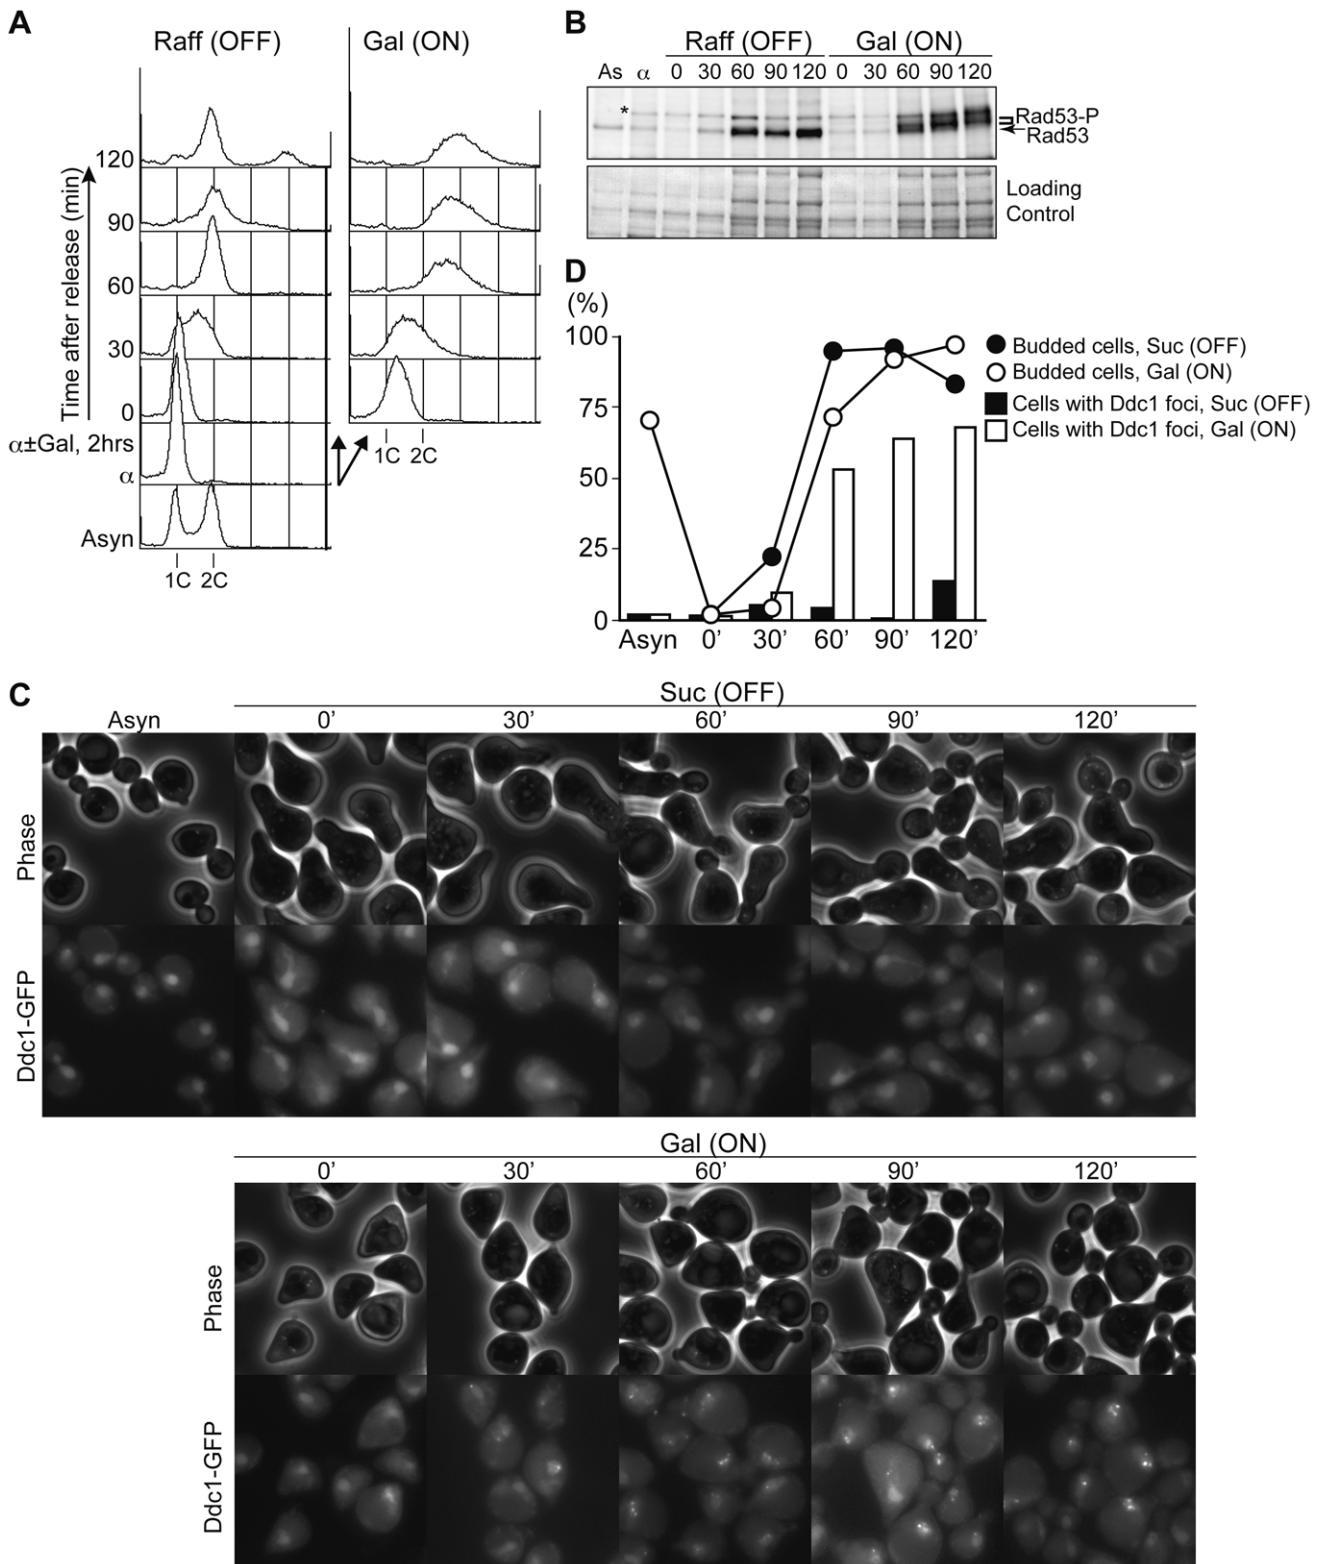 A
Raff (OFF)
Gal (ON)
Time after release (min)
120
90
60
30
0
α±Gal, 2hrs
α
Asyn
1C 2C
1C 2C
B
Raff (OFF) Gal (ON)
As α 0 30 60 90 120 0 30 60 90 120
*
Rad53-P
Rad53
Loading
Control
D
(%)
100
75
50
25
0
Asyn 0' 30' 60' 90' 120'
Budded cells, Suc (OFF)
Budded cells, Gal (ON)
Cells with Ddc1 foci, Suc (OFF)
Cells with Ddc1 foci, Gal (ON)
C
Suc (OFF)
Asyn 0' 30' 60' 90' 120'
Phase
Ddc1-GFP
Gal (ON)
0' 30' 60' 90' 120'
Phase
Ddc1-GFP